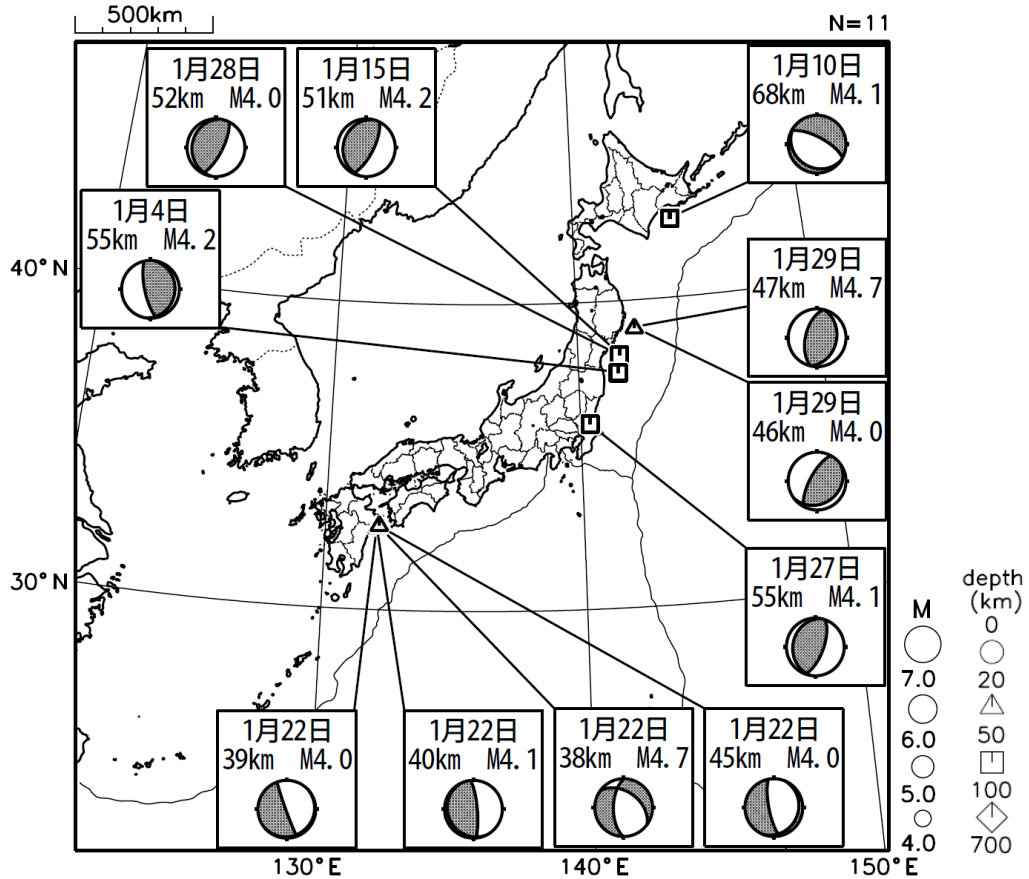 500km
N=11
1月28日
52km M4.0
1月15日
51km M4.2
1月10日
68km M4.1
1月4日
55km M4.2
40°N
1月29日
47km M4.7
1月29日
46km M4.0
30°N
1月27日
55km M4.1
1月22日
39km M4.0
1月22日
40km M4.1
1月22日
38km M4.7
1月22日
45km M4.0
130°E
140°E
150°E
M
7.0
6.0
5.0
4.0
depth
(km)
0
20
50
100
700